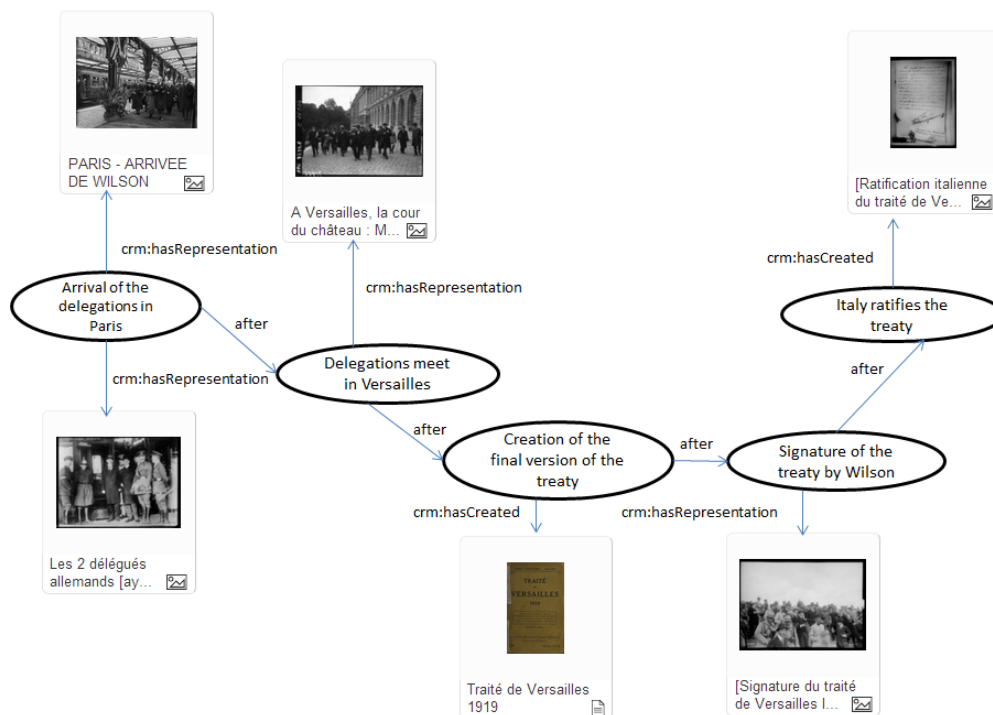 PARIS - ARRIVEE
DE WILSON
A Versailles, la cour
du château : M...
[Ratification italienne
du traité de Ve...
crm:hasRepresentation
crm:hasRepresentation
crm:hasCreated
Arrival of the
delegations in
Paris
after
Italy ratifies the
treaty
Delegations meet
in Versailles
crm:hasRepresentation
after
after
Creation of the
final version of the
treaty
after
Signature of the
treaty by Wilson
crm:hasCreated
crm:hasRepresentation
Les 2 délégués
allemands [ay...
TRAITÉ
VERSAILLES
1919
Traité de Versailles
1919
[Signature du traité
de Versailles l...